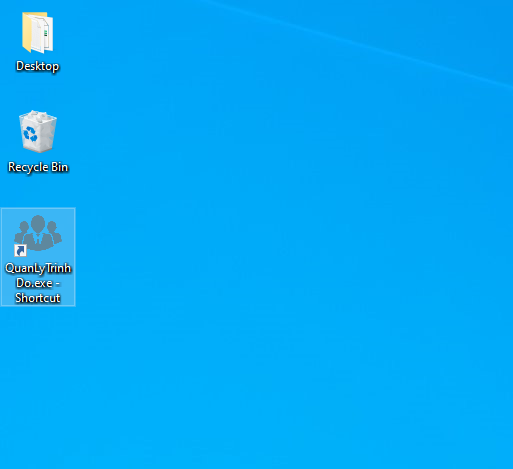 Desktop
Recycle Bin
QuanLyTrinh
Do.exe -
Shortcut